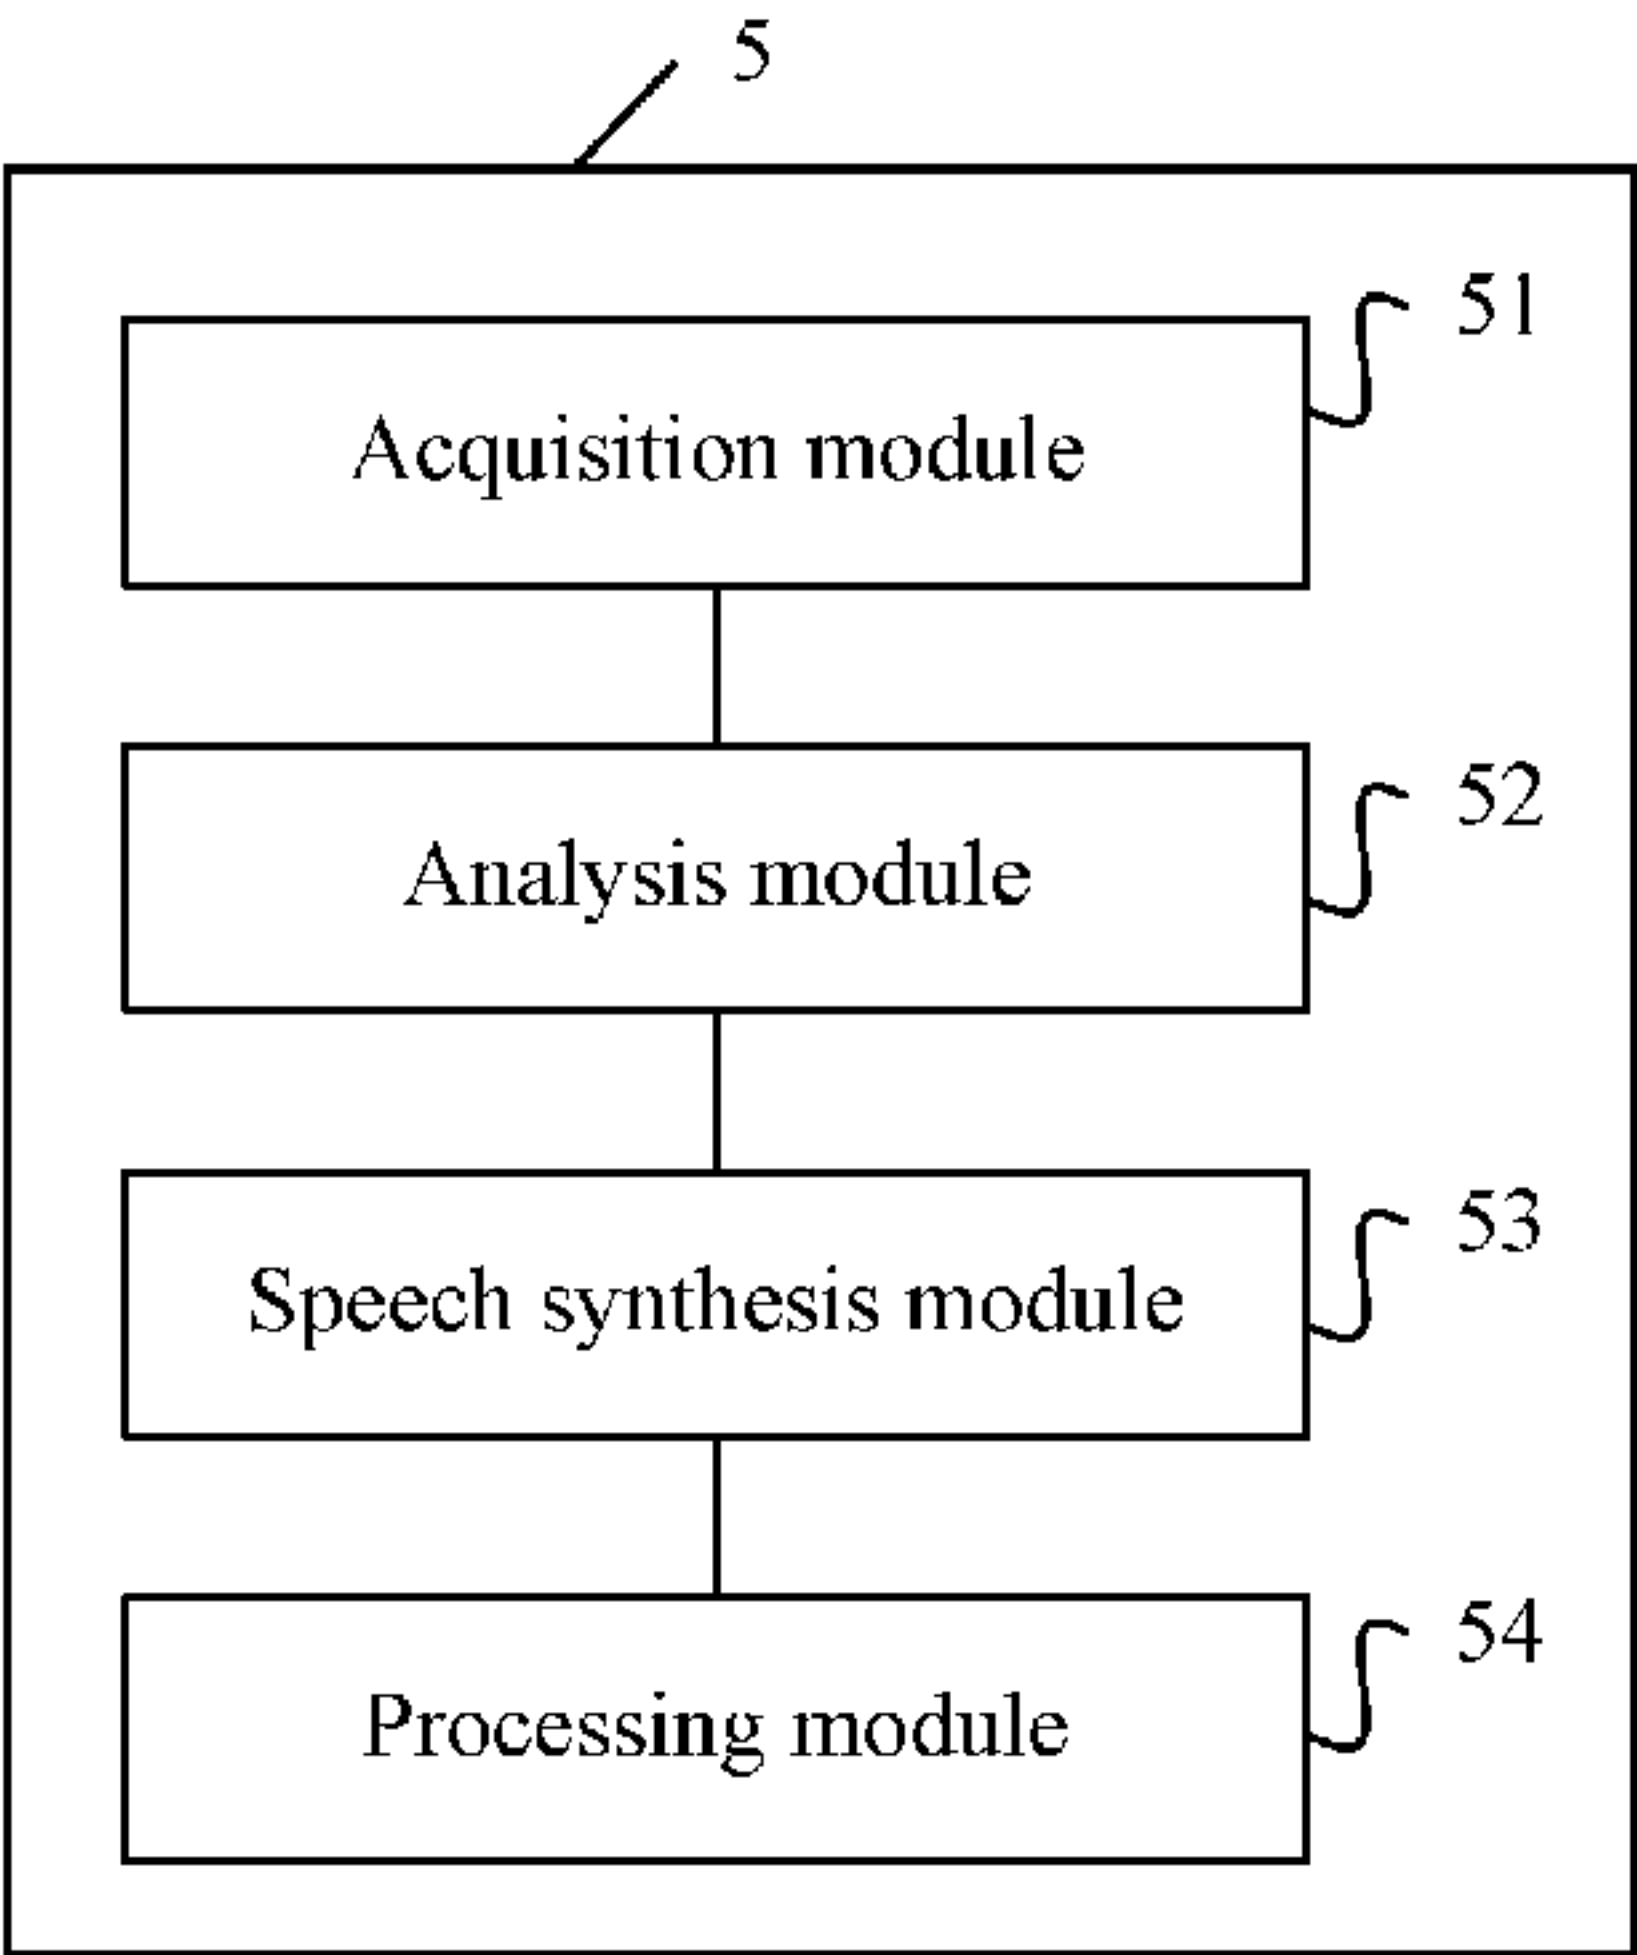 5
51
Acquisition module
52
Analysis module
53
Speech synthesis module
54
Processing module